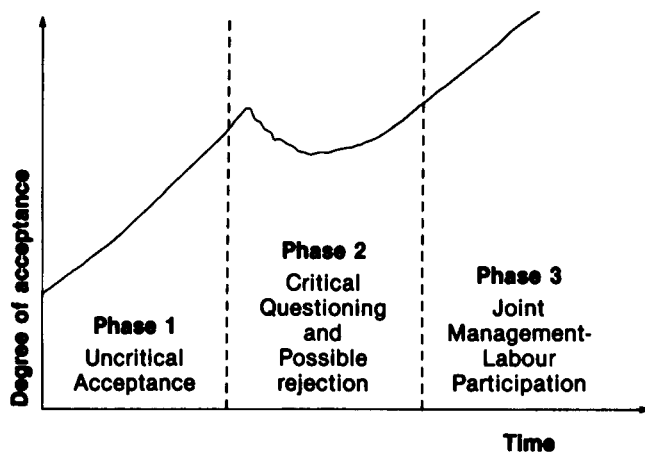 Degree of acceptance
Phase 1
Uncritical
Acceptance
Phase 2
Critical
Questioning
and
Possible
rejection
Phase 3
Joint
Management-
Labour
Participation
Time